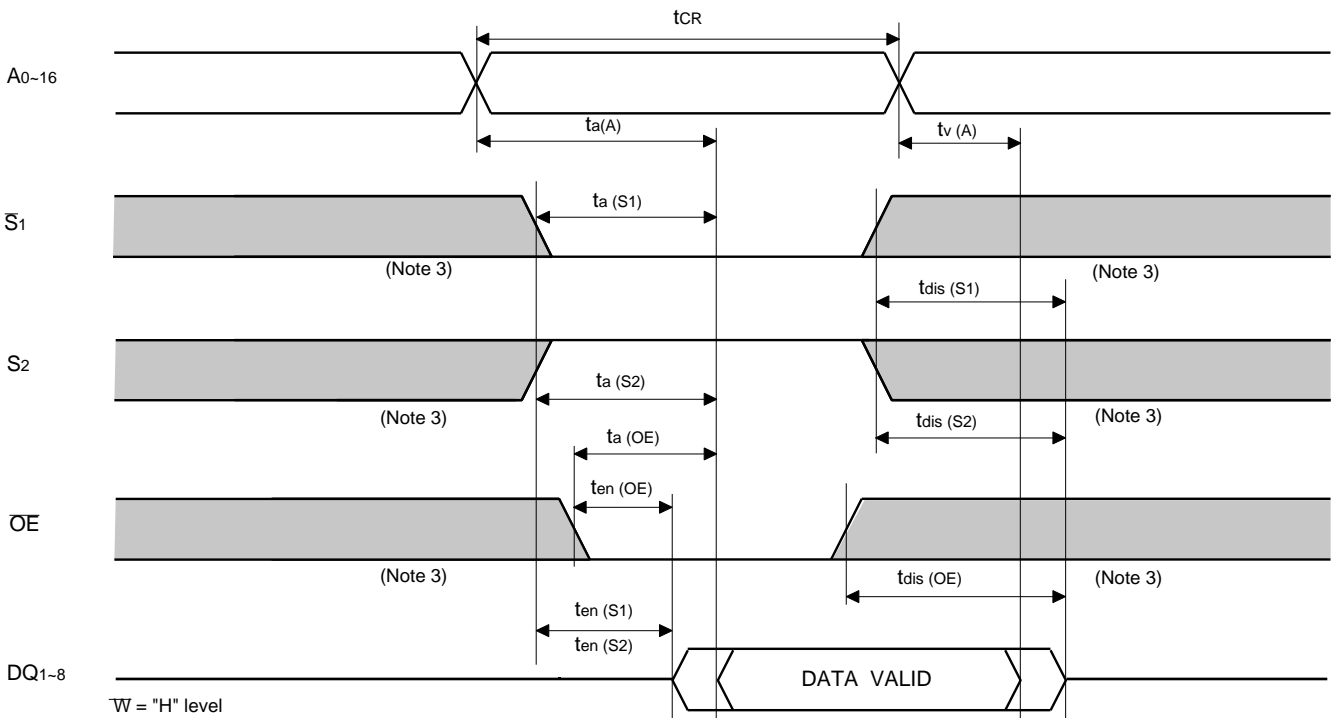 tCR
A0~16
ta(A)
tv (A)
S̅1
ta (S1)
(Note 3)
(Note 3)
tdis (S1)
S2
ta (S2)
(Note 3)
(Note 3)
tdis (S2)
ta (OE)
ten (OE)
O̅E̅
(Note 3)
(Note 3)
tdis (OE)
ten (S1)
ten (S2)
DQ1~8
DATA VALID
W̅ = "H" level